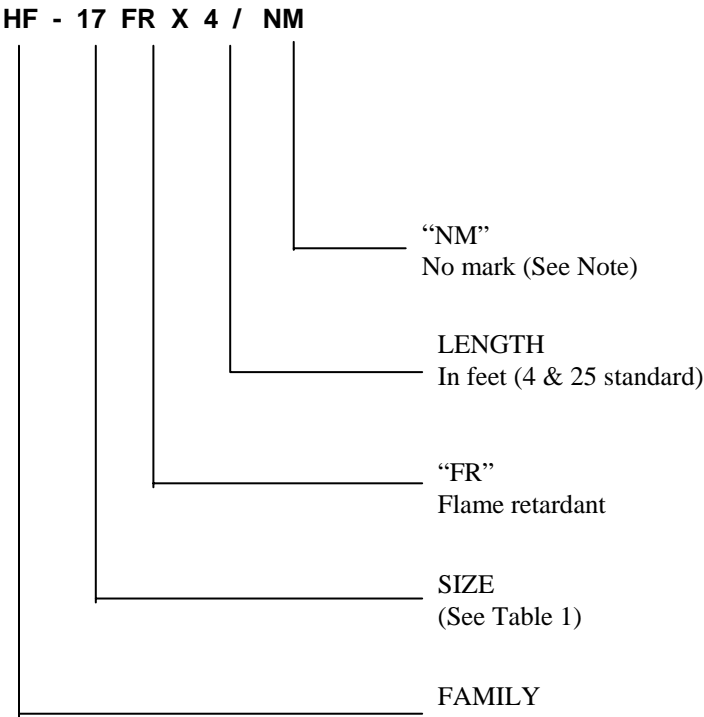 HF - 17 FR X 4 / NM
“NM”
No mark (See Note)
LENGTH
In feet (4 & 25 standard)
“FR”
Flame retardant
SIZE
(See Table 1)
FAMILY